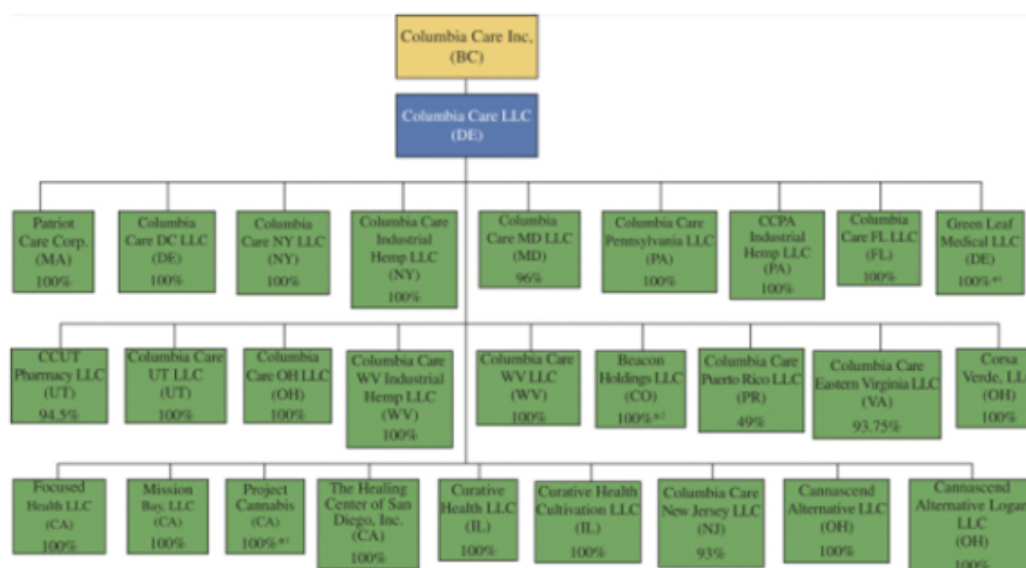 Columbia Care Inc.
(BC)
Columbia Care LLC
(DE)
Patriot
Care Corp.
(MA)
100%
Columbia
Care DC LLC
(DE)
100%
Columbia
Care NY LLC
(NY)
100%
Columbia Care
Industrial
Hemp LLC
(NY)
100%
Columbia
Care MD LLC
(MD)
96%
Columbia Care
Pennsylvania LLC
(PA)
100%
CCPA
Industrial
Hemp LLC
(PA)
100%
Columbia
Care FL LLC
(FL)
100%
Green Leaf
Medical LLC
(DE)
100%
CCUT
Pharmacy LLC
(UT)
94.5%
Columbia Care
UT LLC
(UT)
100%
Columbia
Care OH LLC
(OH)
100%
Columbia Care
WV Industrial
Hemp LLC
(WV)
100%
Columbia Care
WV LLC
(WV)
100%
Beacon
Holdings LLC
(CO)
100%*²
Columbia Care
Puerto Rico LLC
(PR)
49%
Columbia Care
Eastern Virginia LLC
(VA)
93.75%
Corsa
Verde, LL
(OH)
100%
Focused
Health LLC
(CA)
100%
Mission
Bay, LLC
(CA)
100%
Project
Cannabis
(CA)
100%
The Healing
Center of San
Diego, Inc.
(CA)
100%
Curative
Health LLC
(IL)
100%
Curative Health
Cultivation LLC
(IL)
100%
Columbia Care
New Jersey LLC
(NJ)
93%
Cannascend
Alternative LLC
(OH)
100%
Cannascend
Alternative Logan
LLC
(OH)
100%